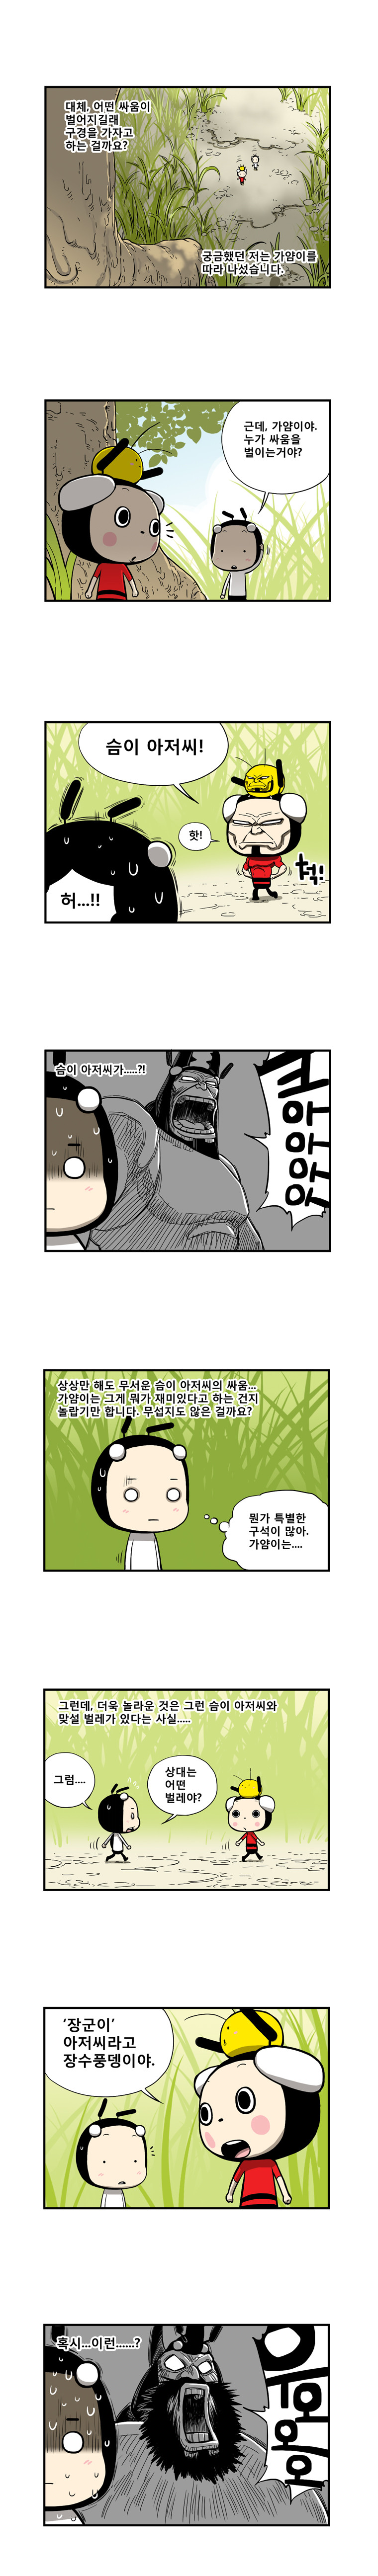 대체, 어떤 싸움이
벌어지길래
구경을 가자고
하는 걸까요?
궁금했던 저는 가얌이를
따라 나섰습니다.
근데, 가얌이야.
누가 싸움을
벌이는거야?
슴이 아저씨!
핫!
척!
허...!!
슴이 아저씨가.....?!
크아아아아
상상만 해도 무서운 슴이 아저씨의 싸움...
가얌이는 그게 뭐가 재미있다고 하는 건지
놀랍기만 합니다. 무섭지도 않은 걸까요?
뭔가 특별한
구석이 많아.
가얌이는....
그런데, 더욱 놀라운 것은 그런 슴이 아저씨와
맞설 벌레가 있다는 사실.....
그럼....
상대는
어떤
벌레야?
‘장군이’
아저씨라고
장수풍뎅이야.
혹시...이런......?